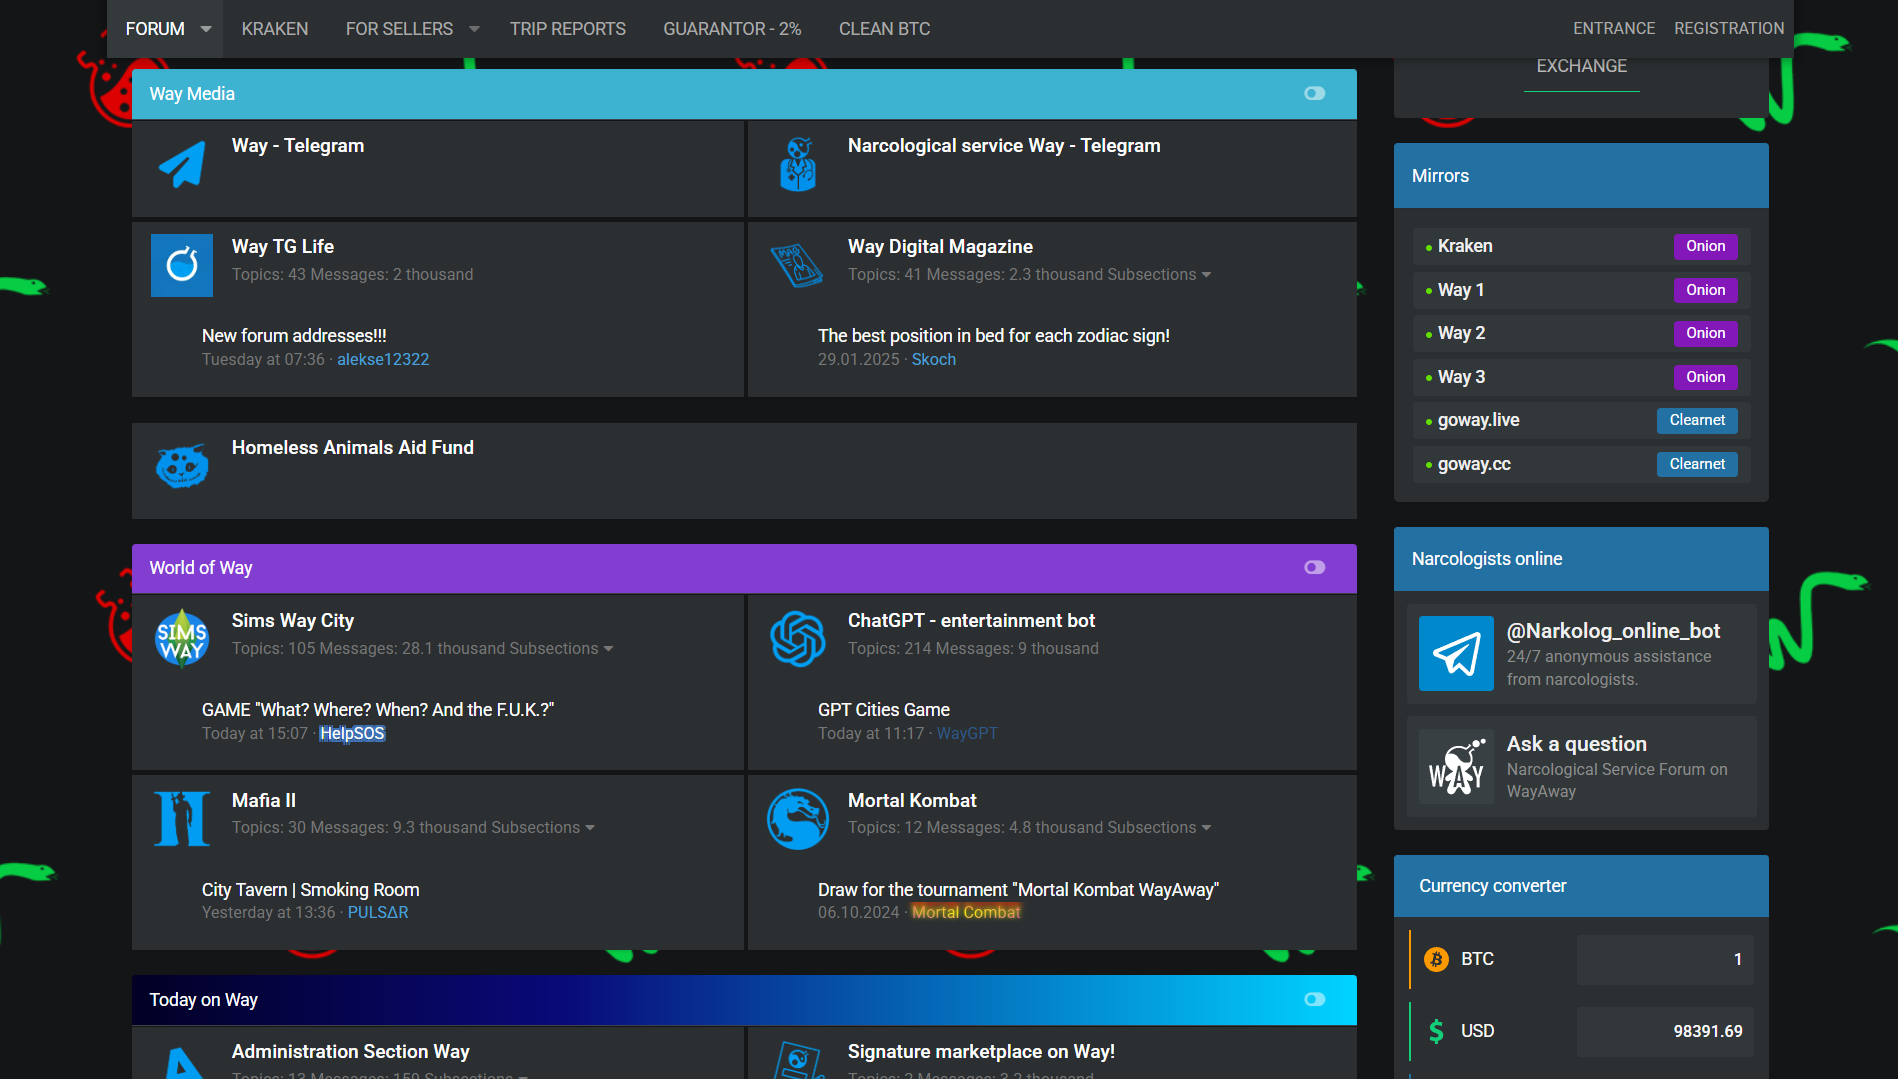 FORUM
KRAKEN
FOR SELLERS
TRIP REPORTS
GUARANTOR - 2%
CLEAN BTC
ENTRANCE
REGISTRATION
EXCHANGE
Way Media
Way - Telegram
Narcological service Way - Telegram
Way TG Life
Topics: 43 Messages: 2 thousand
New forum addresses!!!
Tuesday at 07:36 · alekse12322
Way Digital Magazine
Topics: 41 Messages: 2.3 thousand Subsections
The best position in bed for each zodiac sign!
29.01.2025 · Skoch
Homeless Animals Aid Fund
World of Way
SIMS
WAY
Sims Way City
Topics: 105 Messages: 28.1 thousand Subsections
GAME "What? Where? When? And the F.U.K.?"
Today at 15:07 · HelpSOS
ChatGPT - entertainment bot
Topics: 214 Messages: 9 thousand
GPT Cities Game
Today at 11:17 · WayGPT
Mafia II
Topics: 30 Messages: 9.3 thousand Subsections
City Tavern | Smoking Room
Yesterday at 13:36 · PULSΔR
Mortal Kombat
Topics: 12 Messages: 4.8 thousand Subsections
Draw for the tournament "Mortal Kombat WayAway"
06.10.2024 · Mortal Combat
Today on Way
Administration Section Way
Topics: 13 Messages: 159 Subsections
Signature marketplace on Way!
Topics: 2 Messages: 3.2 thousand
Mirrors
Kraken Onion
Way 1 Onion
Way 2 Onion
Way 3 Onion
goway.live Clearnet
goway.cc Clearnet
Narcologists online
@Narkolog_online_bot
24/7 anonymous assistance
from narcologists.
WAY
Ask a question
Narcological Service Forum on
WayAway
Currency converter
BTC 1
USD 98391.69